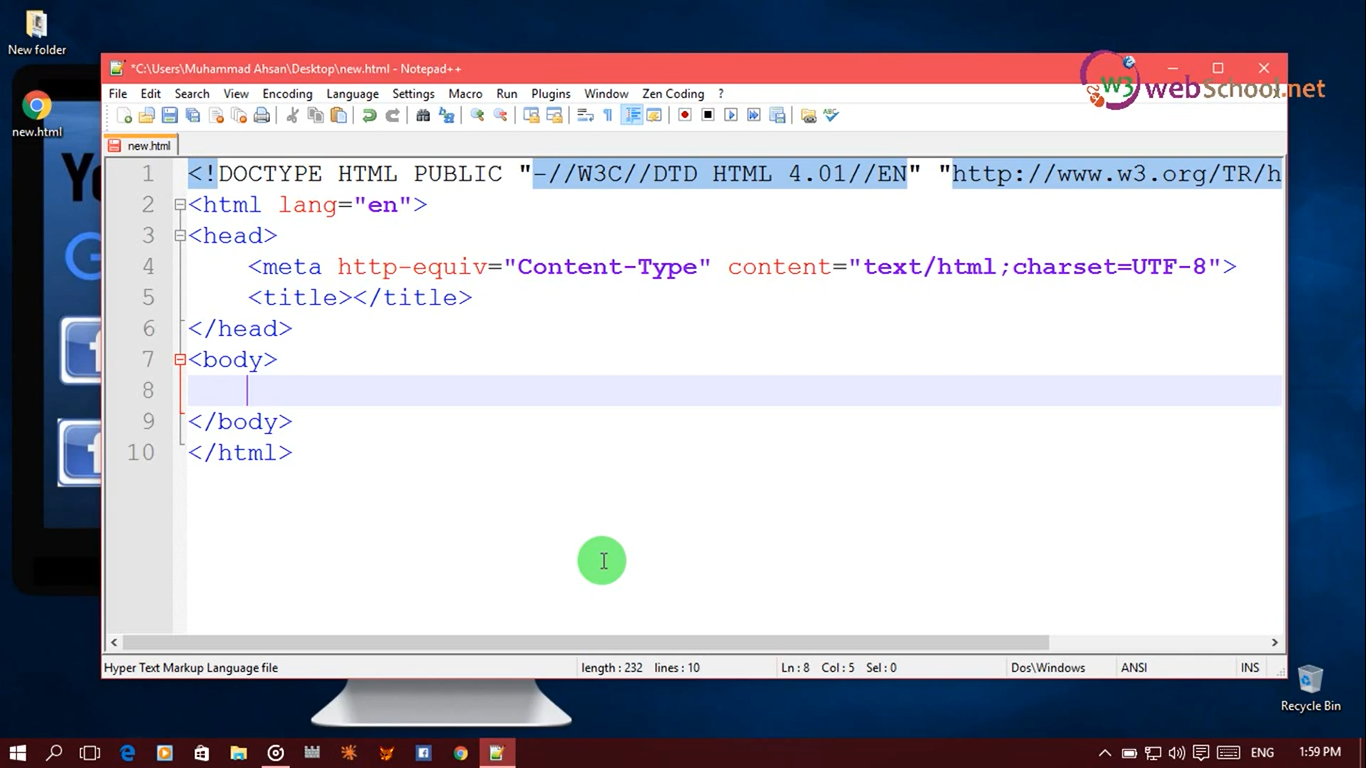 New folder
new.html
*C:\Users\Muhammad Ahsan\Desktop\new.html - Notepad++
W3 webSchool.net
File Edit Search View Encoding Language Settings Macro Run Plugins Window Zen Coding ?
new.html
1 <!DOCTYPE HTML PUBLIC "-//W3C//DTD HTML 4.01//EN" "http://www.w3.org/TR/h
2 <html lang="en">
3 <head>
4 <meta http-equiv="Content-Type" content="text/html;charset=UTF-8">
5 <title></title>
6 </head>
7 <body>
8
9 </body>
10 </html>
Hyper Text Markup Language file length : 232 lines : 10 Ln : 8 Col : 5 Sel : 0 Dos\Windows ANSI INS
Recycle Bin
ENG 1:59 PM